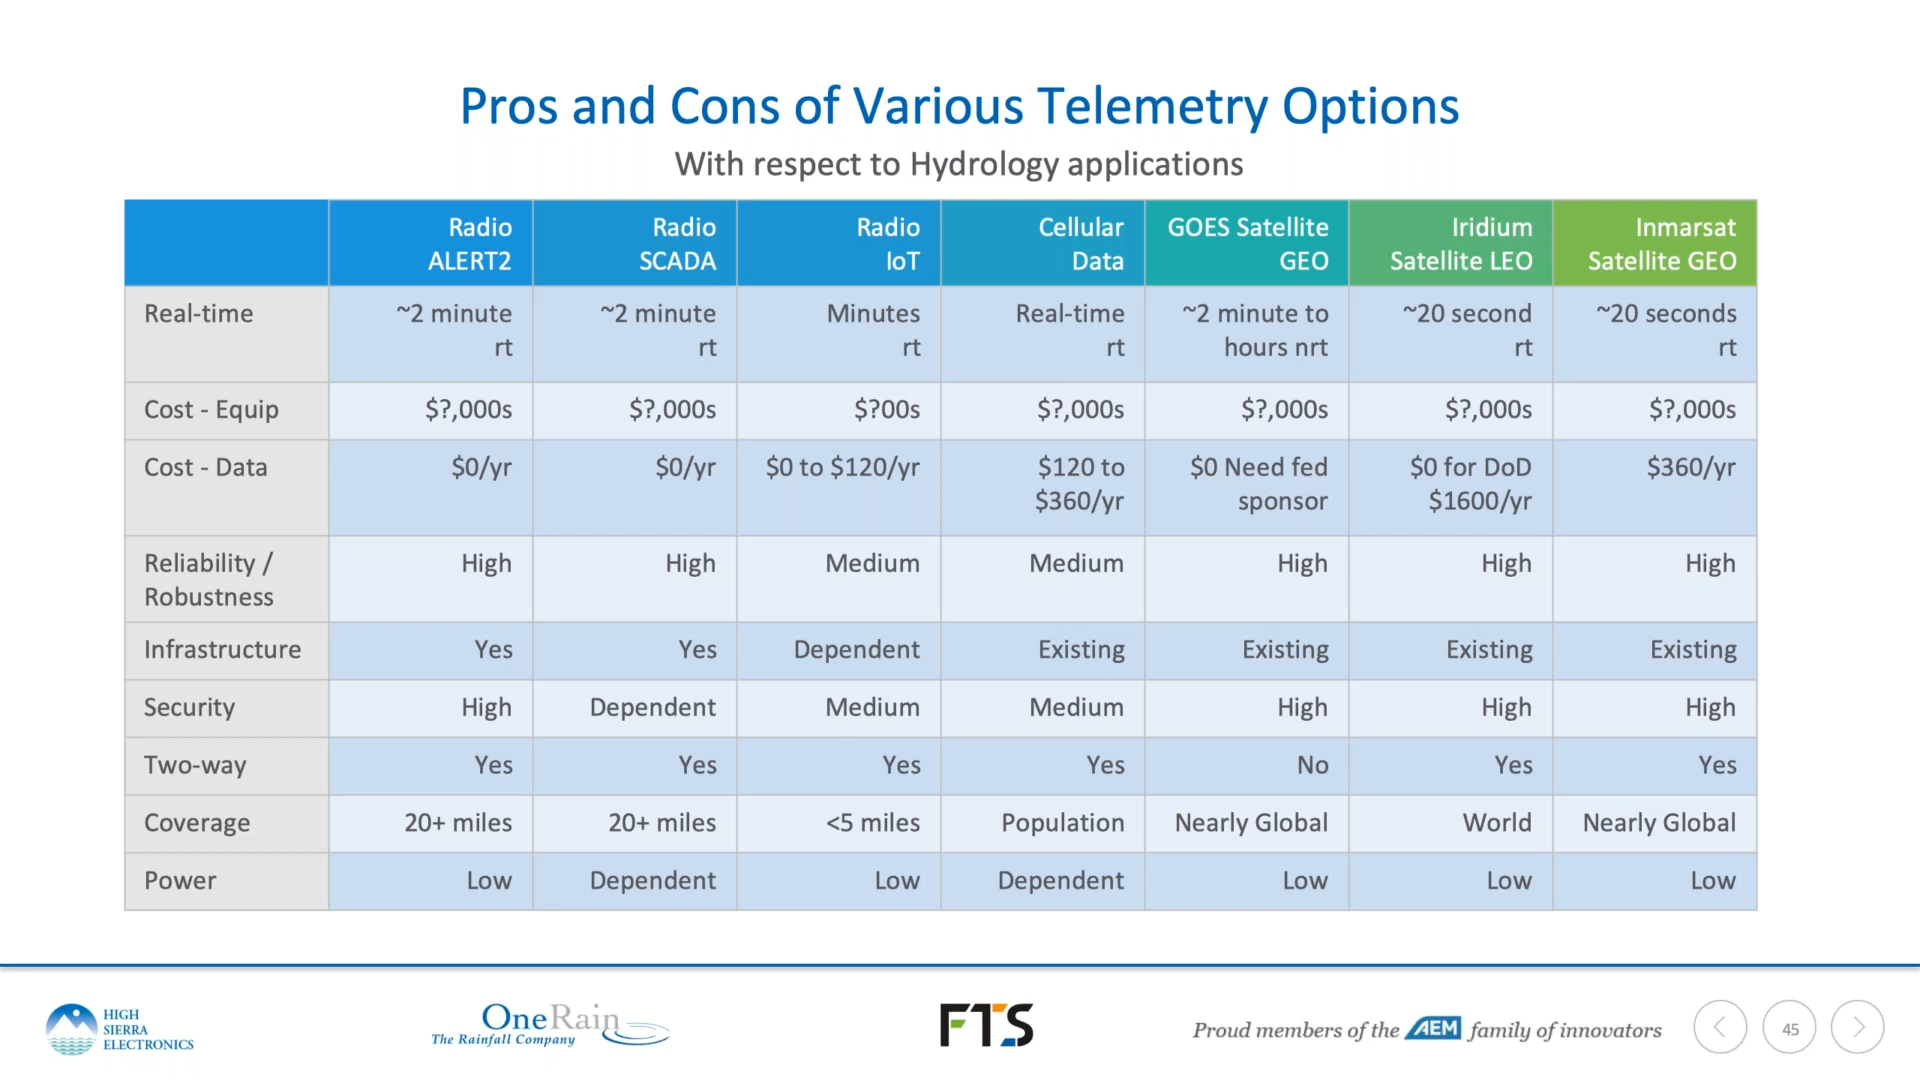 Pros and Cons of Various Telemetry Options
With respect to Hydrology applications
Radio ALERT2 Radio SCADA Radio IoT Cellular Data GOES Satellite GEO Iridium Satellite LEO Inmarsat Satellite GEO
Real-time ~2 minute rt ~2 minute rt Minutes rt Real-time rt ~2 minute to hours nrt ~20 second rt ~20 seconds rt
Cost - Equip $?,000s $?,000s $?00s $?,000s $?,000s $?,000s $?,000s
Cost - Data $0/yr $0/yr $0 to $120/yr $120 to $360/yr $0 Need fed sponsor $0 for DoD $1600/yr $360/yr
Reliability / Robustness High High Medium Medium High High High
Infrastructure Yes Yes Dependent Existing Existing Existing Existing
Security High Dependent Medium Medium High High High
Two-way Yes Yes Yes Yes No Yes Yes
Coverage 20+ miles 20+ miles <5 miles Population Nearly Global World Nearly Global
Power Low Dependent Low Dependent Low Low Low
HIGH
SIERRA
ELECTRONICS
OneRain
The Rainfall Company
FTS
Proud members of the AEM family of innovators
45